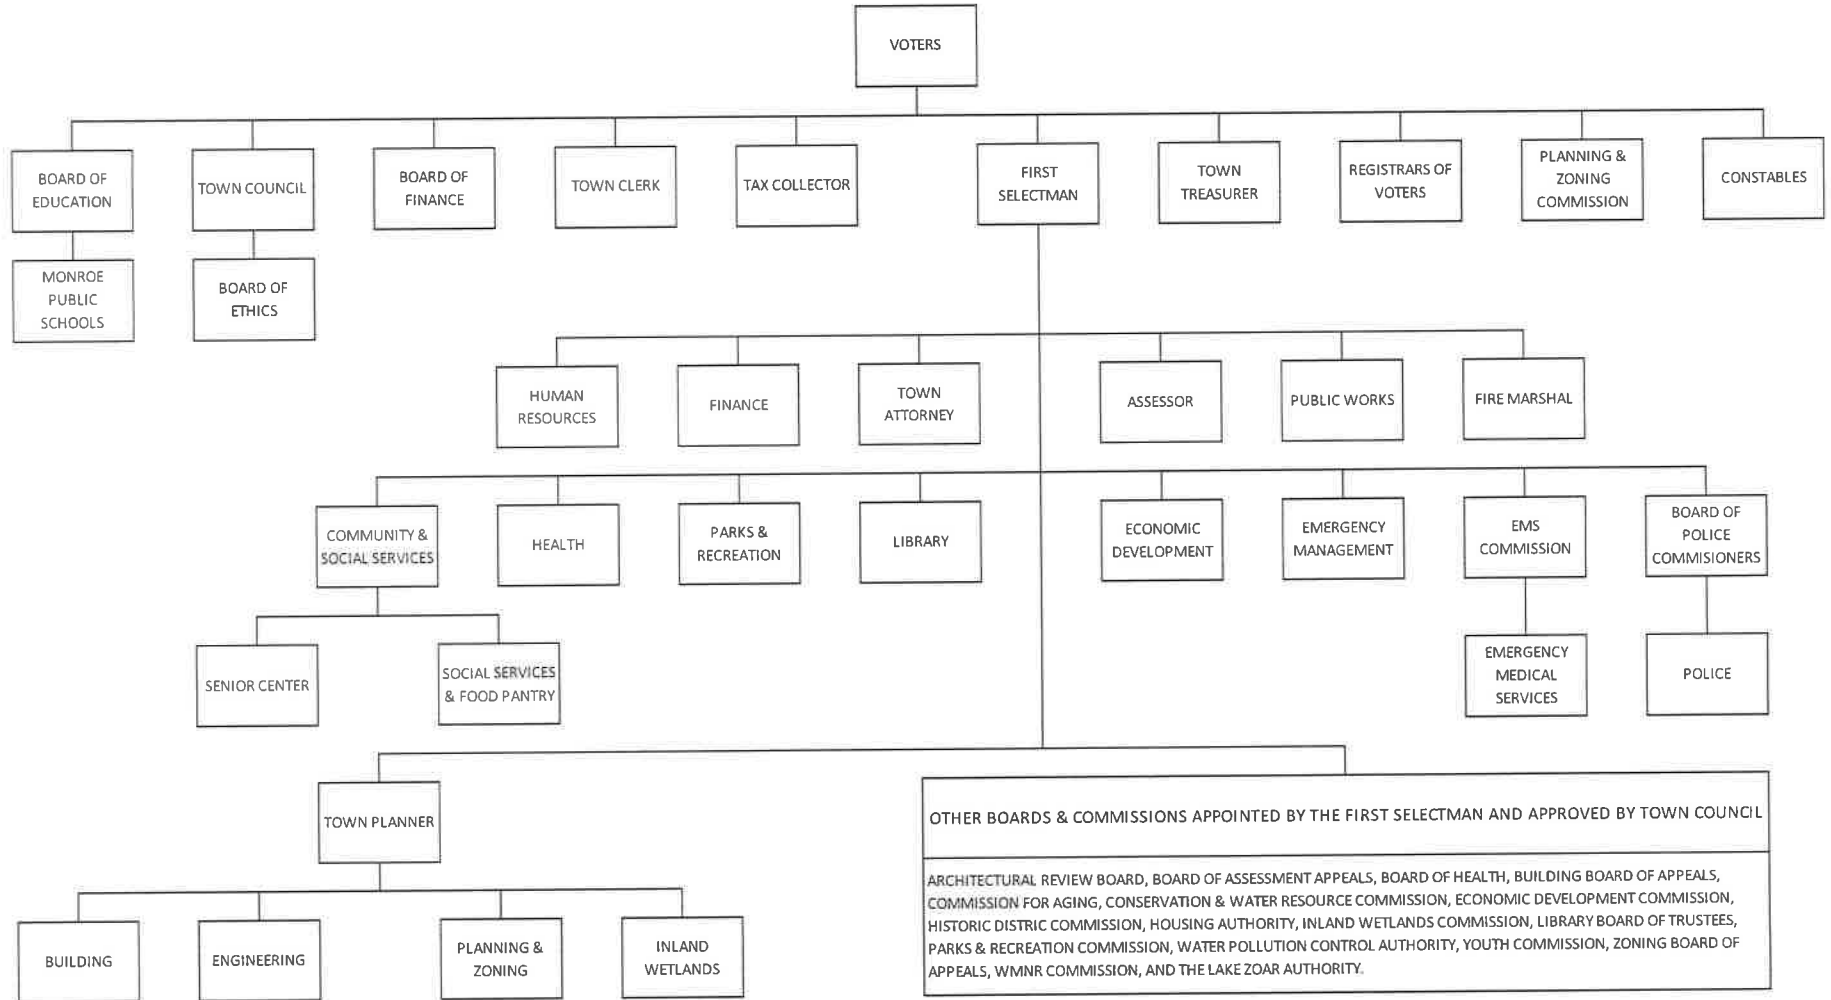 VOTERS
BOARD OF
EDUCATION
TOWN COUNCIL
BOARD OF
FINANCE
TOWN CLERK
TAX COLLECTOR
FIRST
SELECTMAN
TOWN
TREASURER
REGISTRARS OF
VOTERS
PLANNING &
ZONING
COMMISSION
CONSTABLES
MONROE
PUBLIC
SCHOOLS
BOARD OF
ETHICS
HUMAN
RESOURCES
FINANCE
TOWN
ATTORNEY
ASSESSOR
PUBLIC WORKS
FIRE MARSHAL
COMMUNITY &
SOCIAL SERVICES
HEALTH
PARKS &
RECREATION
LIBRARY
ECONOMIC
DEVELOPMENT
EMERGENCY
MANAGEMENT
EMS
COMMISSION
BOARD OF
POLICE
COMMISIONERS
SENIOR CENTER
SOCIAL SERVICES
& FOOD PANTRY
EMERGENCY
MEDICAL
SERVICES
POLICE
TOWN PLANNER
OTHER BOARDS & COMMISSIONS APPOINTED BY THE FIRST SELECTMAN AND APPROVED BY TOWN COUNCIL
ARCHITECTURAL REVIEW BOARD, BOARD OF ASSESSMENT APPEALS, BOARD OF HEALTH, BUILDING BOARD OF APPEALS,
COMMISSION FOR AGING, CONSERVATION & WATER RESOURCE COMMISSION, ECONOMIC DEVELOPMENT COMMISSION,
HISTORIC DISTRIC COMMISSION, HOUSING AUTHORITY, INLAND WETLANDS COMMISSION, LIBRARY BOARD OF TRUSTEES,
PARKS & RECREATION COMMISSION, WATER POLLUTION CONTROL AUTHORITY, YOUTH COMMISSION, ZONING BOARD OF
APPEALS, WMNR COMMISSION, AND THE LAKE ZOAR AUTHORITY.
BUILDING
ENGINEERING
PLANNING &
ZONING
INLAND
WETLANDS